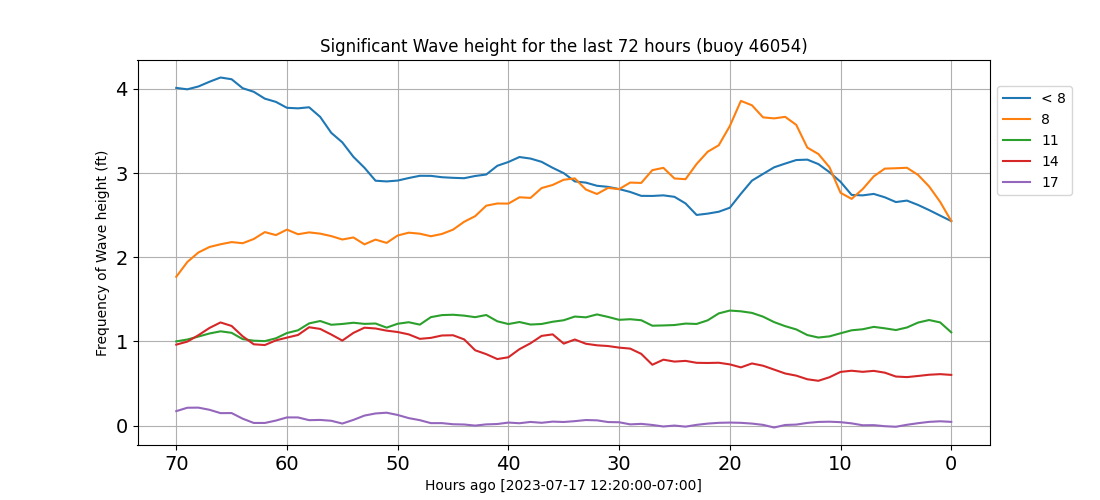 Significant Wave height for the last 72 hours (buoy 46054)
Frequency of Wave height (ft)
4
3
2
1
0
70 60 50 40 30 20 10 0
Hours ago [2023-07-17 12:20:00-07:00]
< 8
8
11
14
17